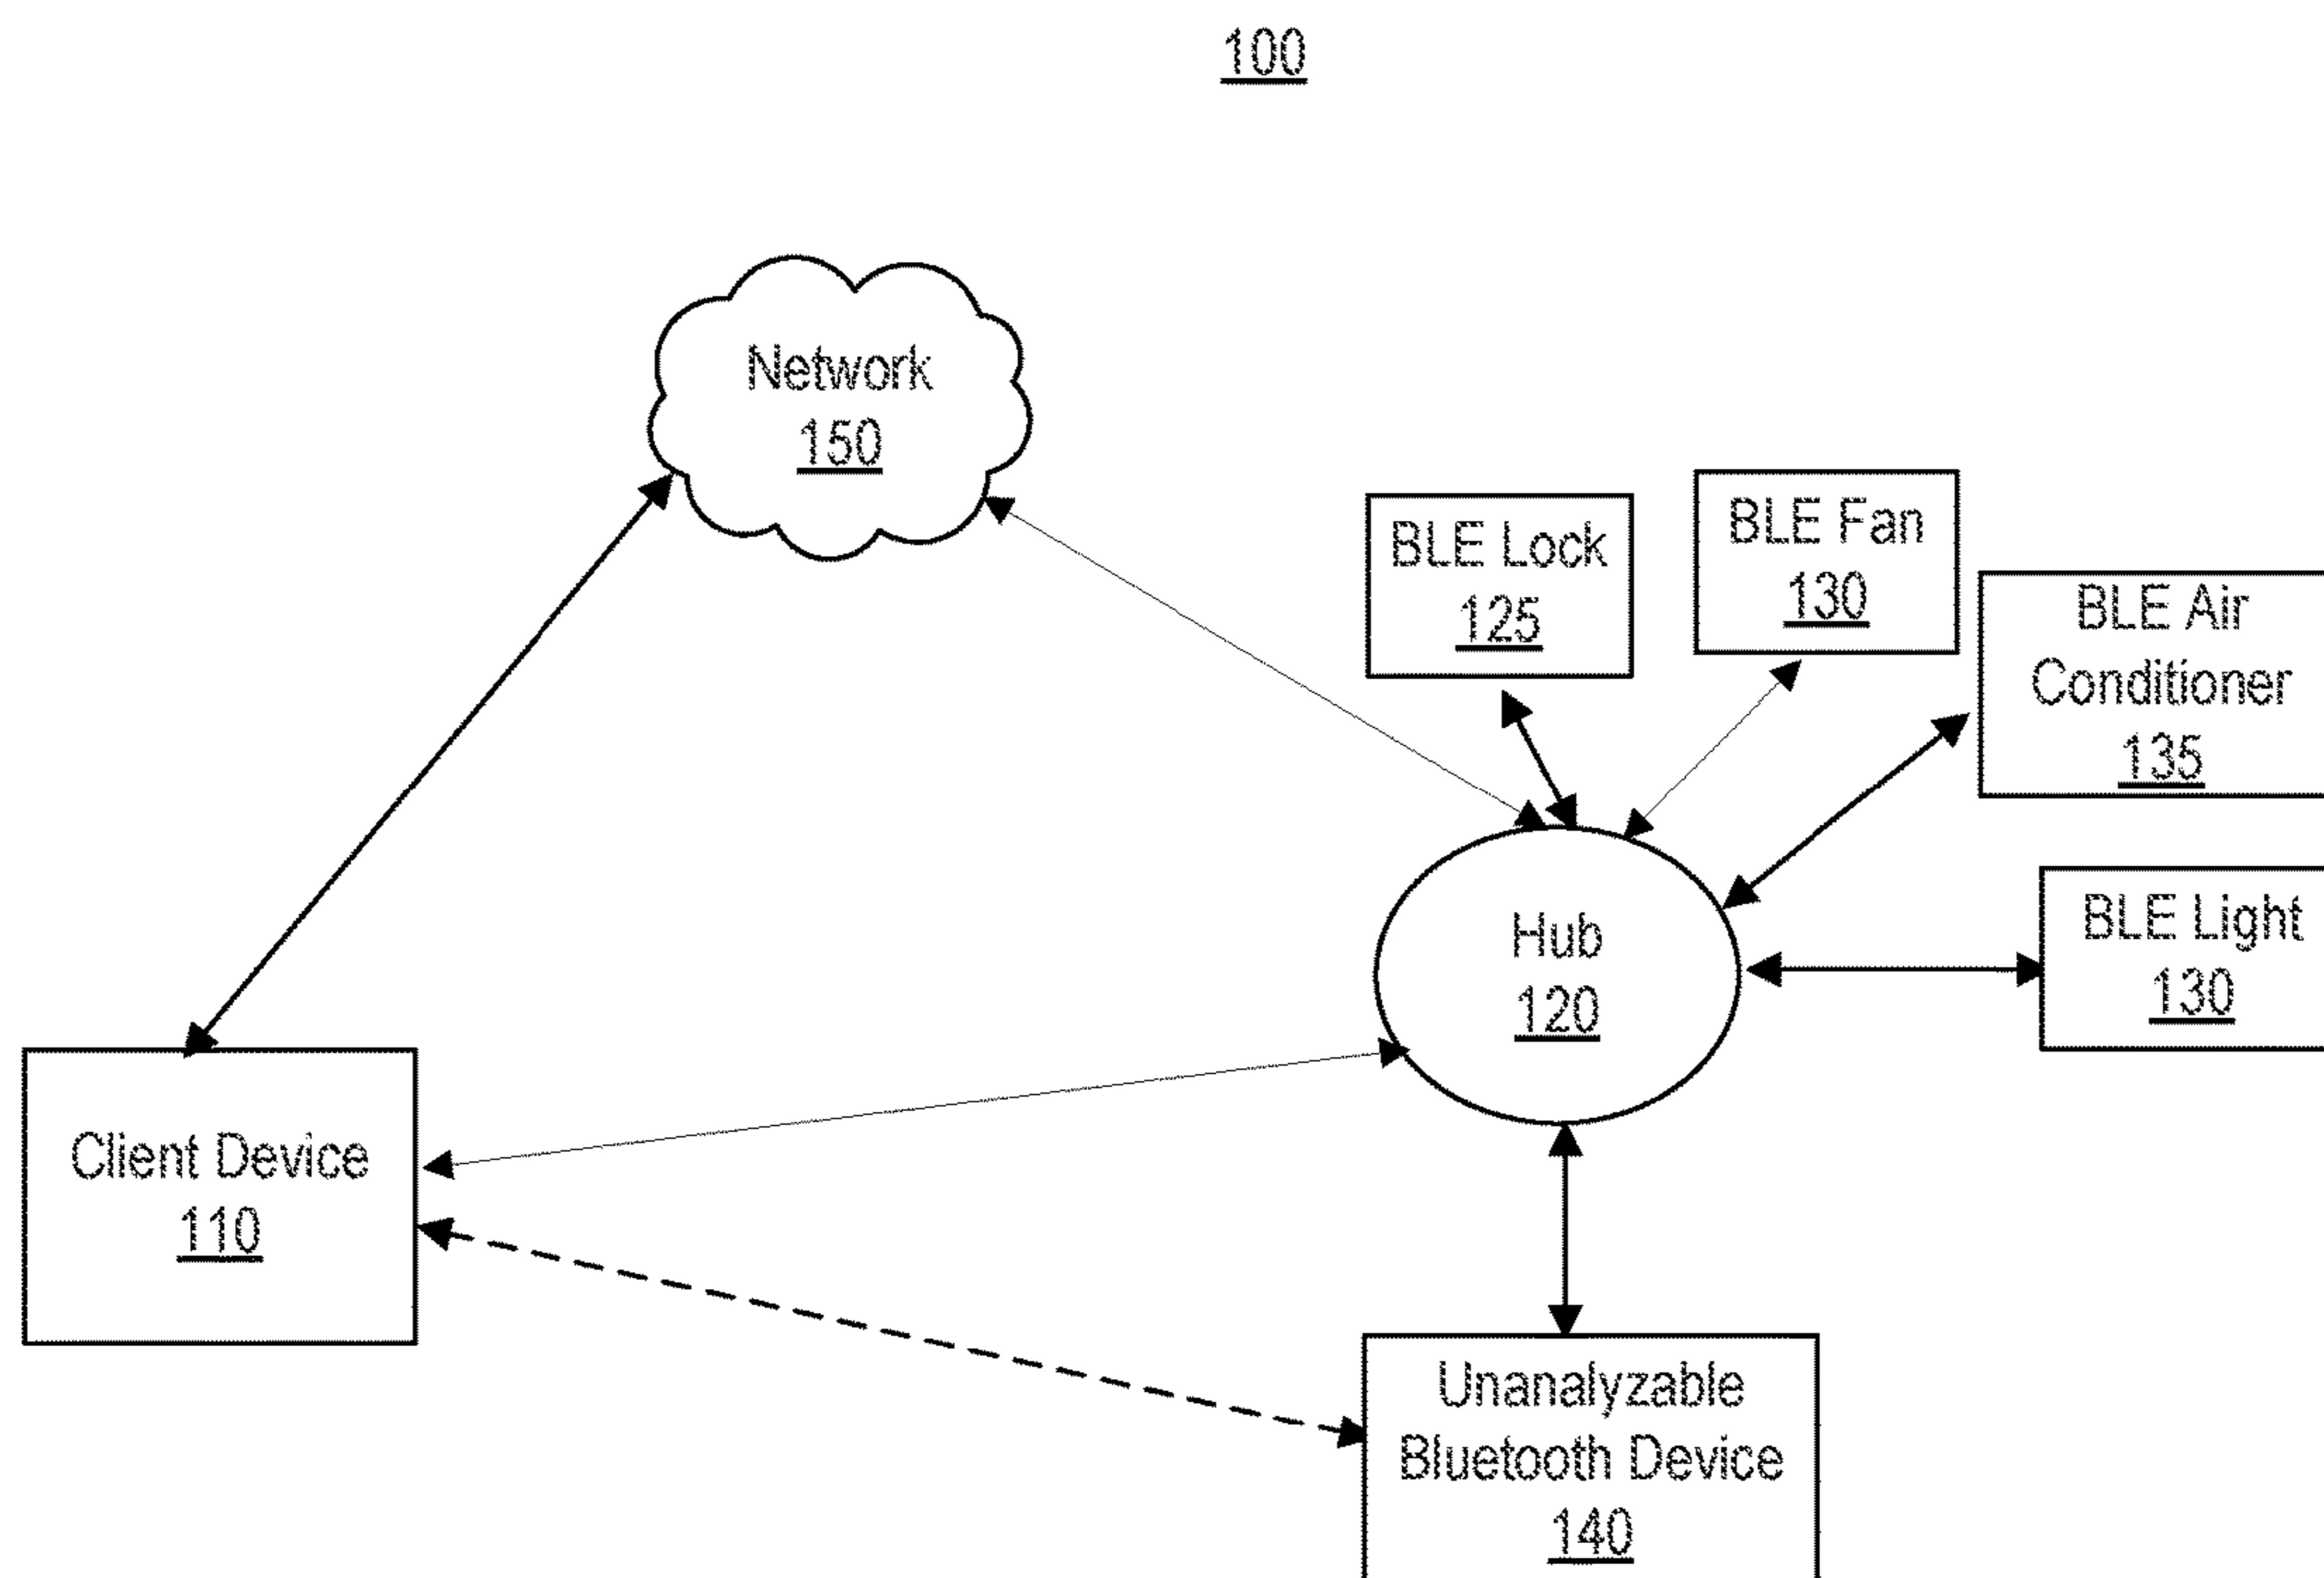 100
Network
150
BLE Lock
125
BLE Fan
130
BLE Air
Conditioner
135
Hub
120
BLE Light
130
Client Device
110
Unanalyzable
Bluetooth Device
140